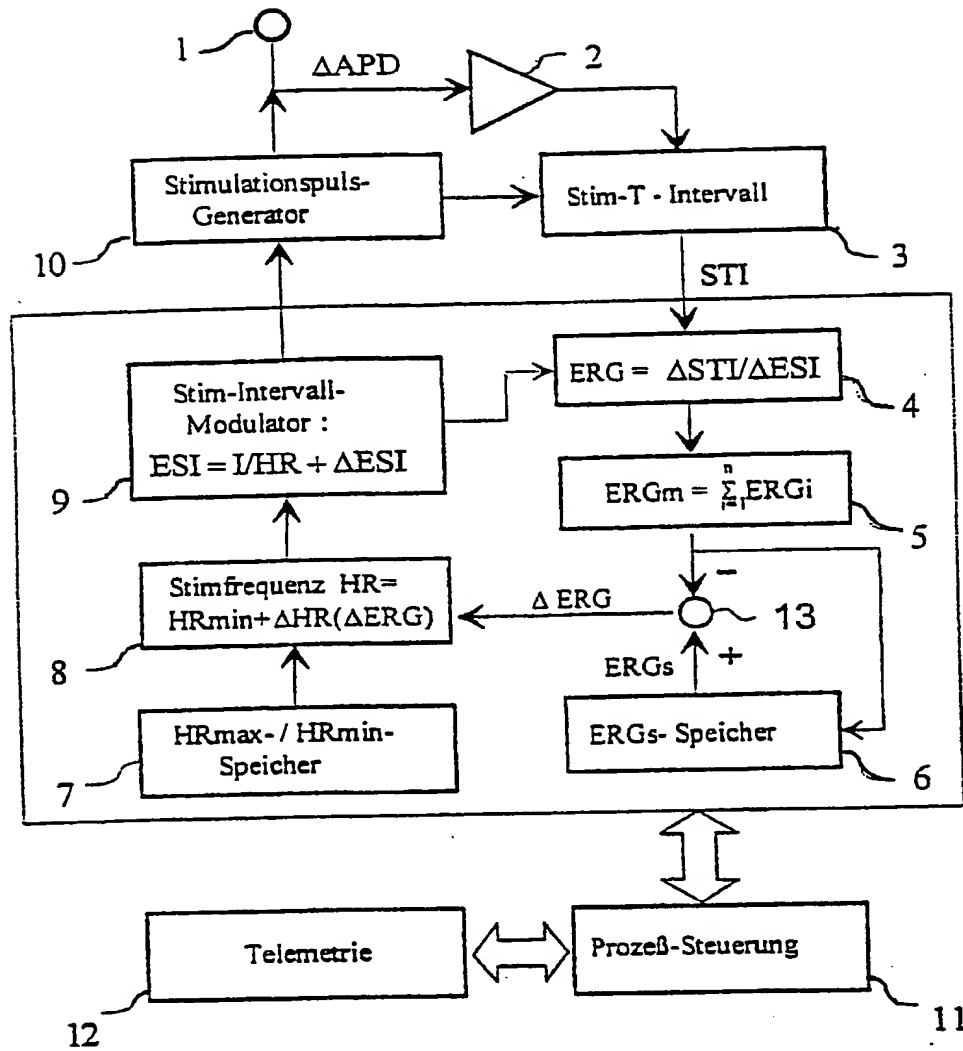 1
ΔAPD
2
Stimulationspuls-
Generator
10
Stim-T - Intervall
3
STI
Stim-Intervall-
Modulator :
ESI = I/HR + ΔESI
9
ERG = ΔSTI/ΔESI
4
ERGm = n Σ i=1 ERGi
5
Stimfrequenz HR=
HRmin+ΔHR(ΔERG)
8
Δ ERG
-
13
ERGs
+
HRmax- / HRmin-
Speicher
7
ERGs- Speicher
6
Telemetrie
12
Prozeß-Steuerung
11